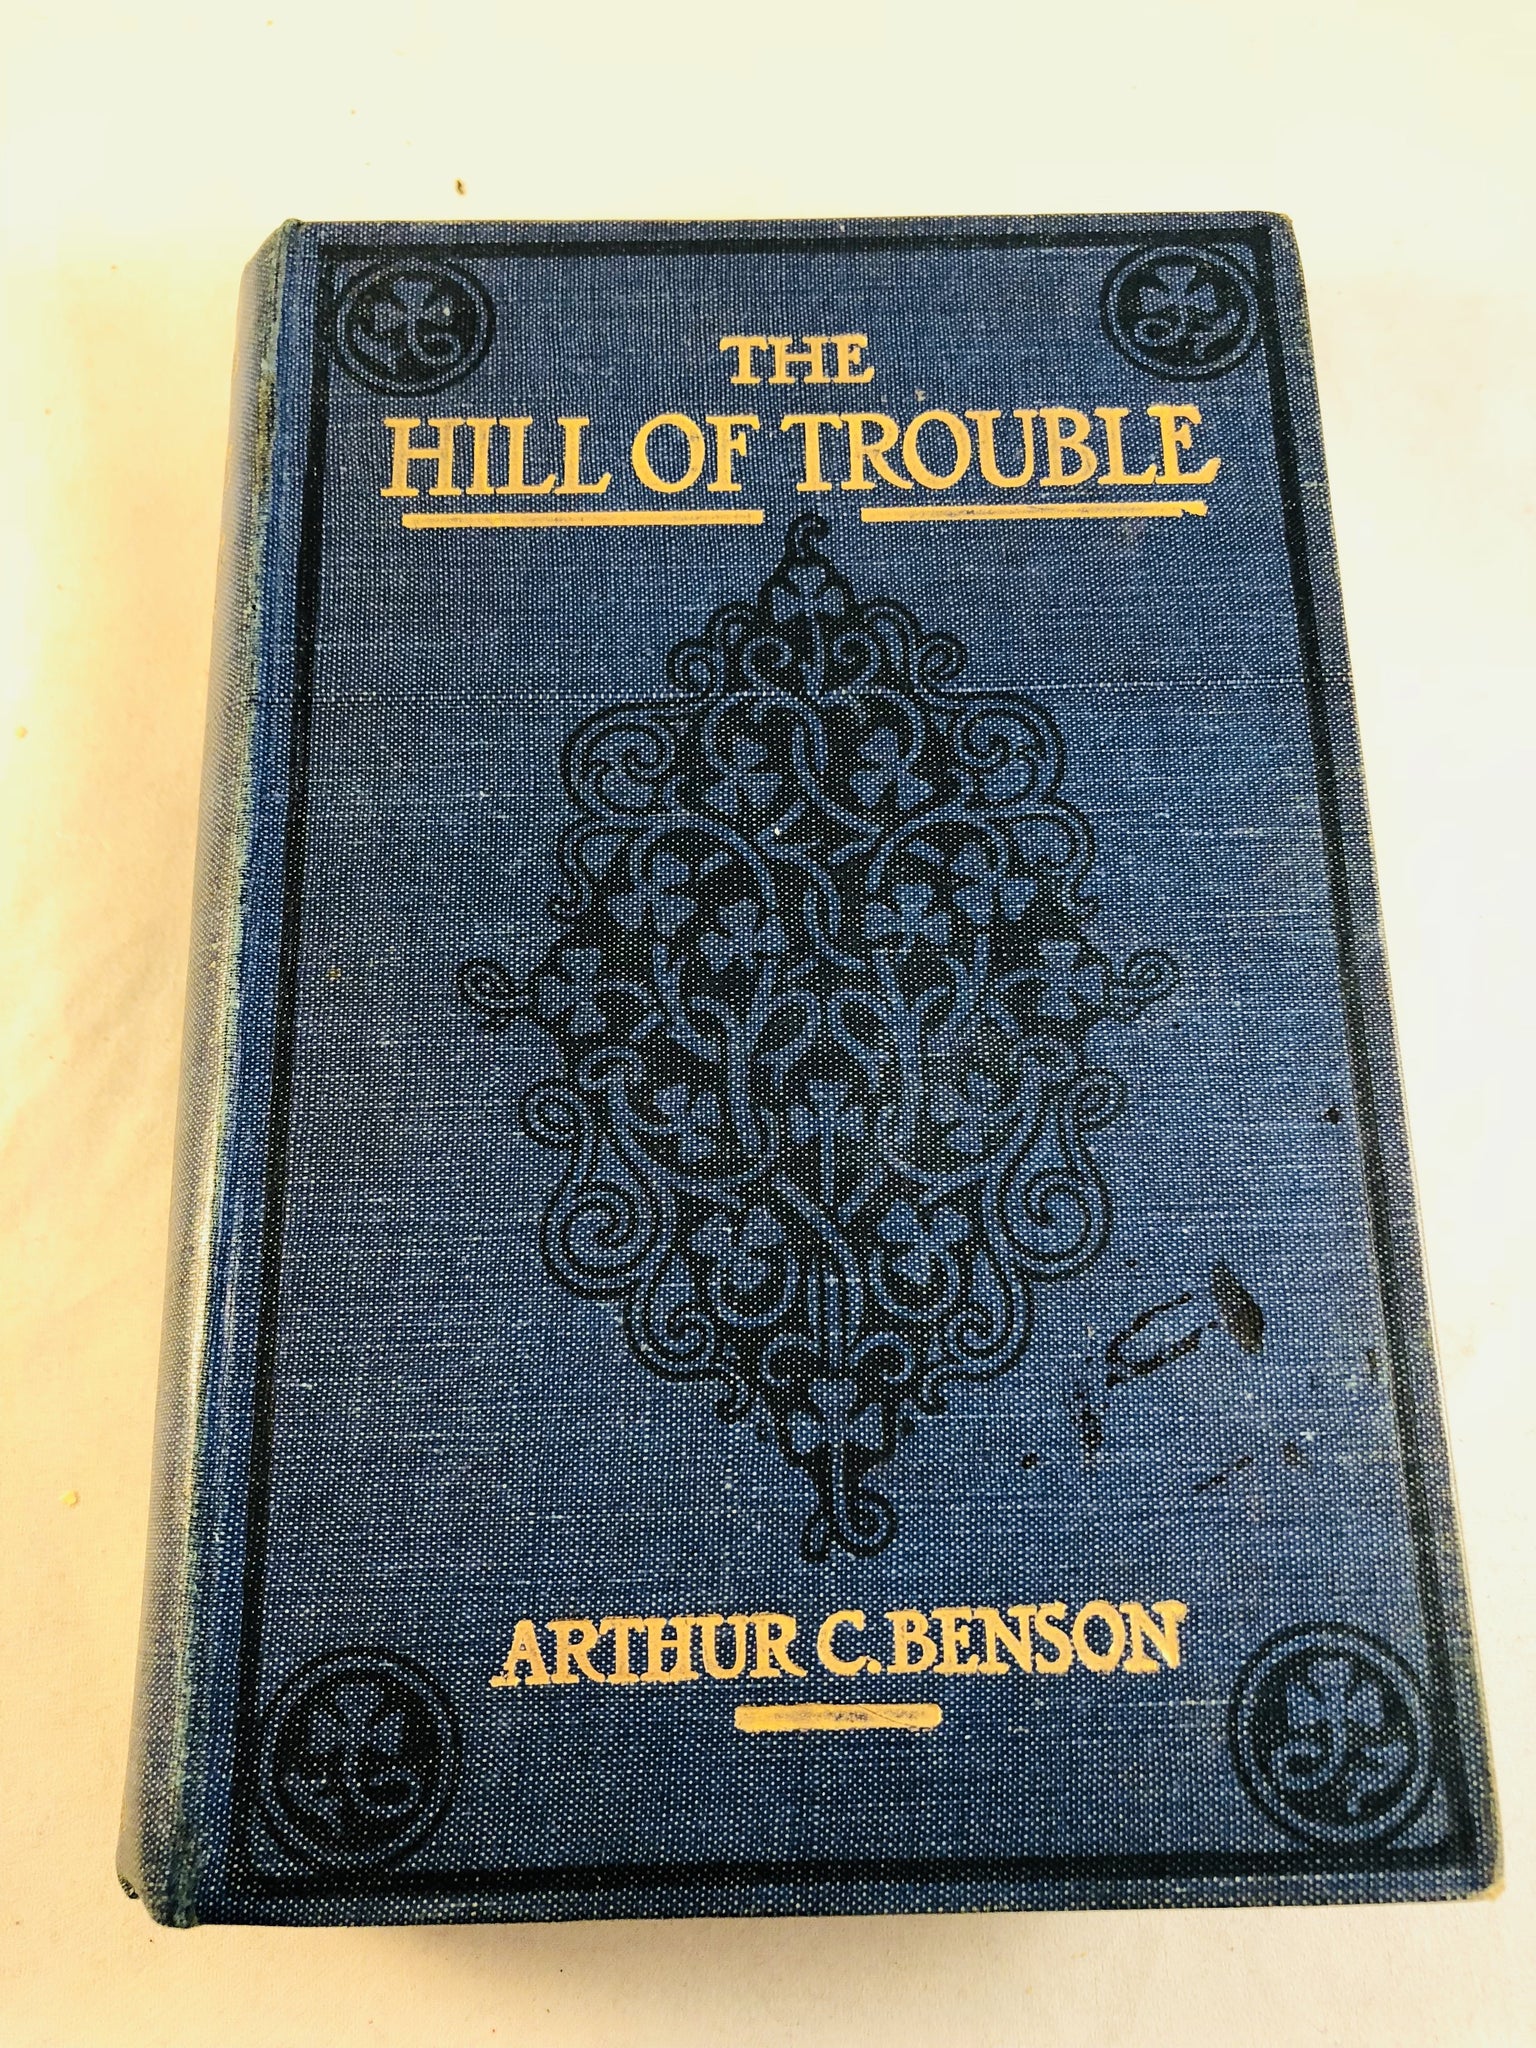 THE
HILL OF TROUBLE
ARTHUR C. BENSON